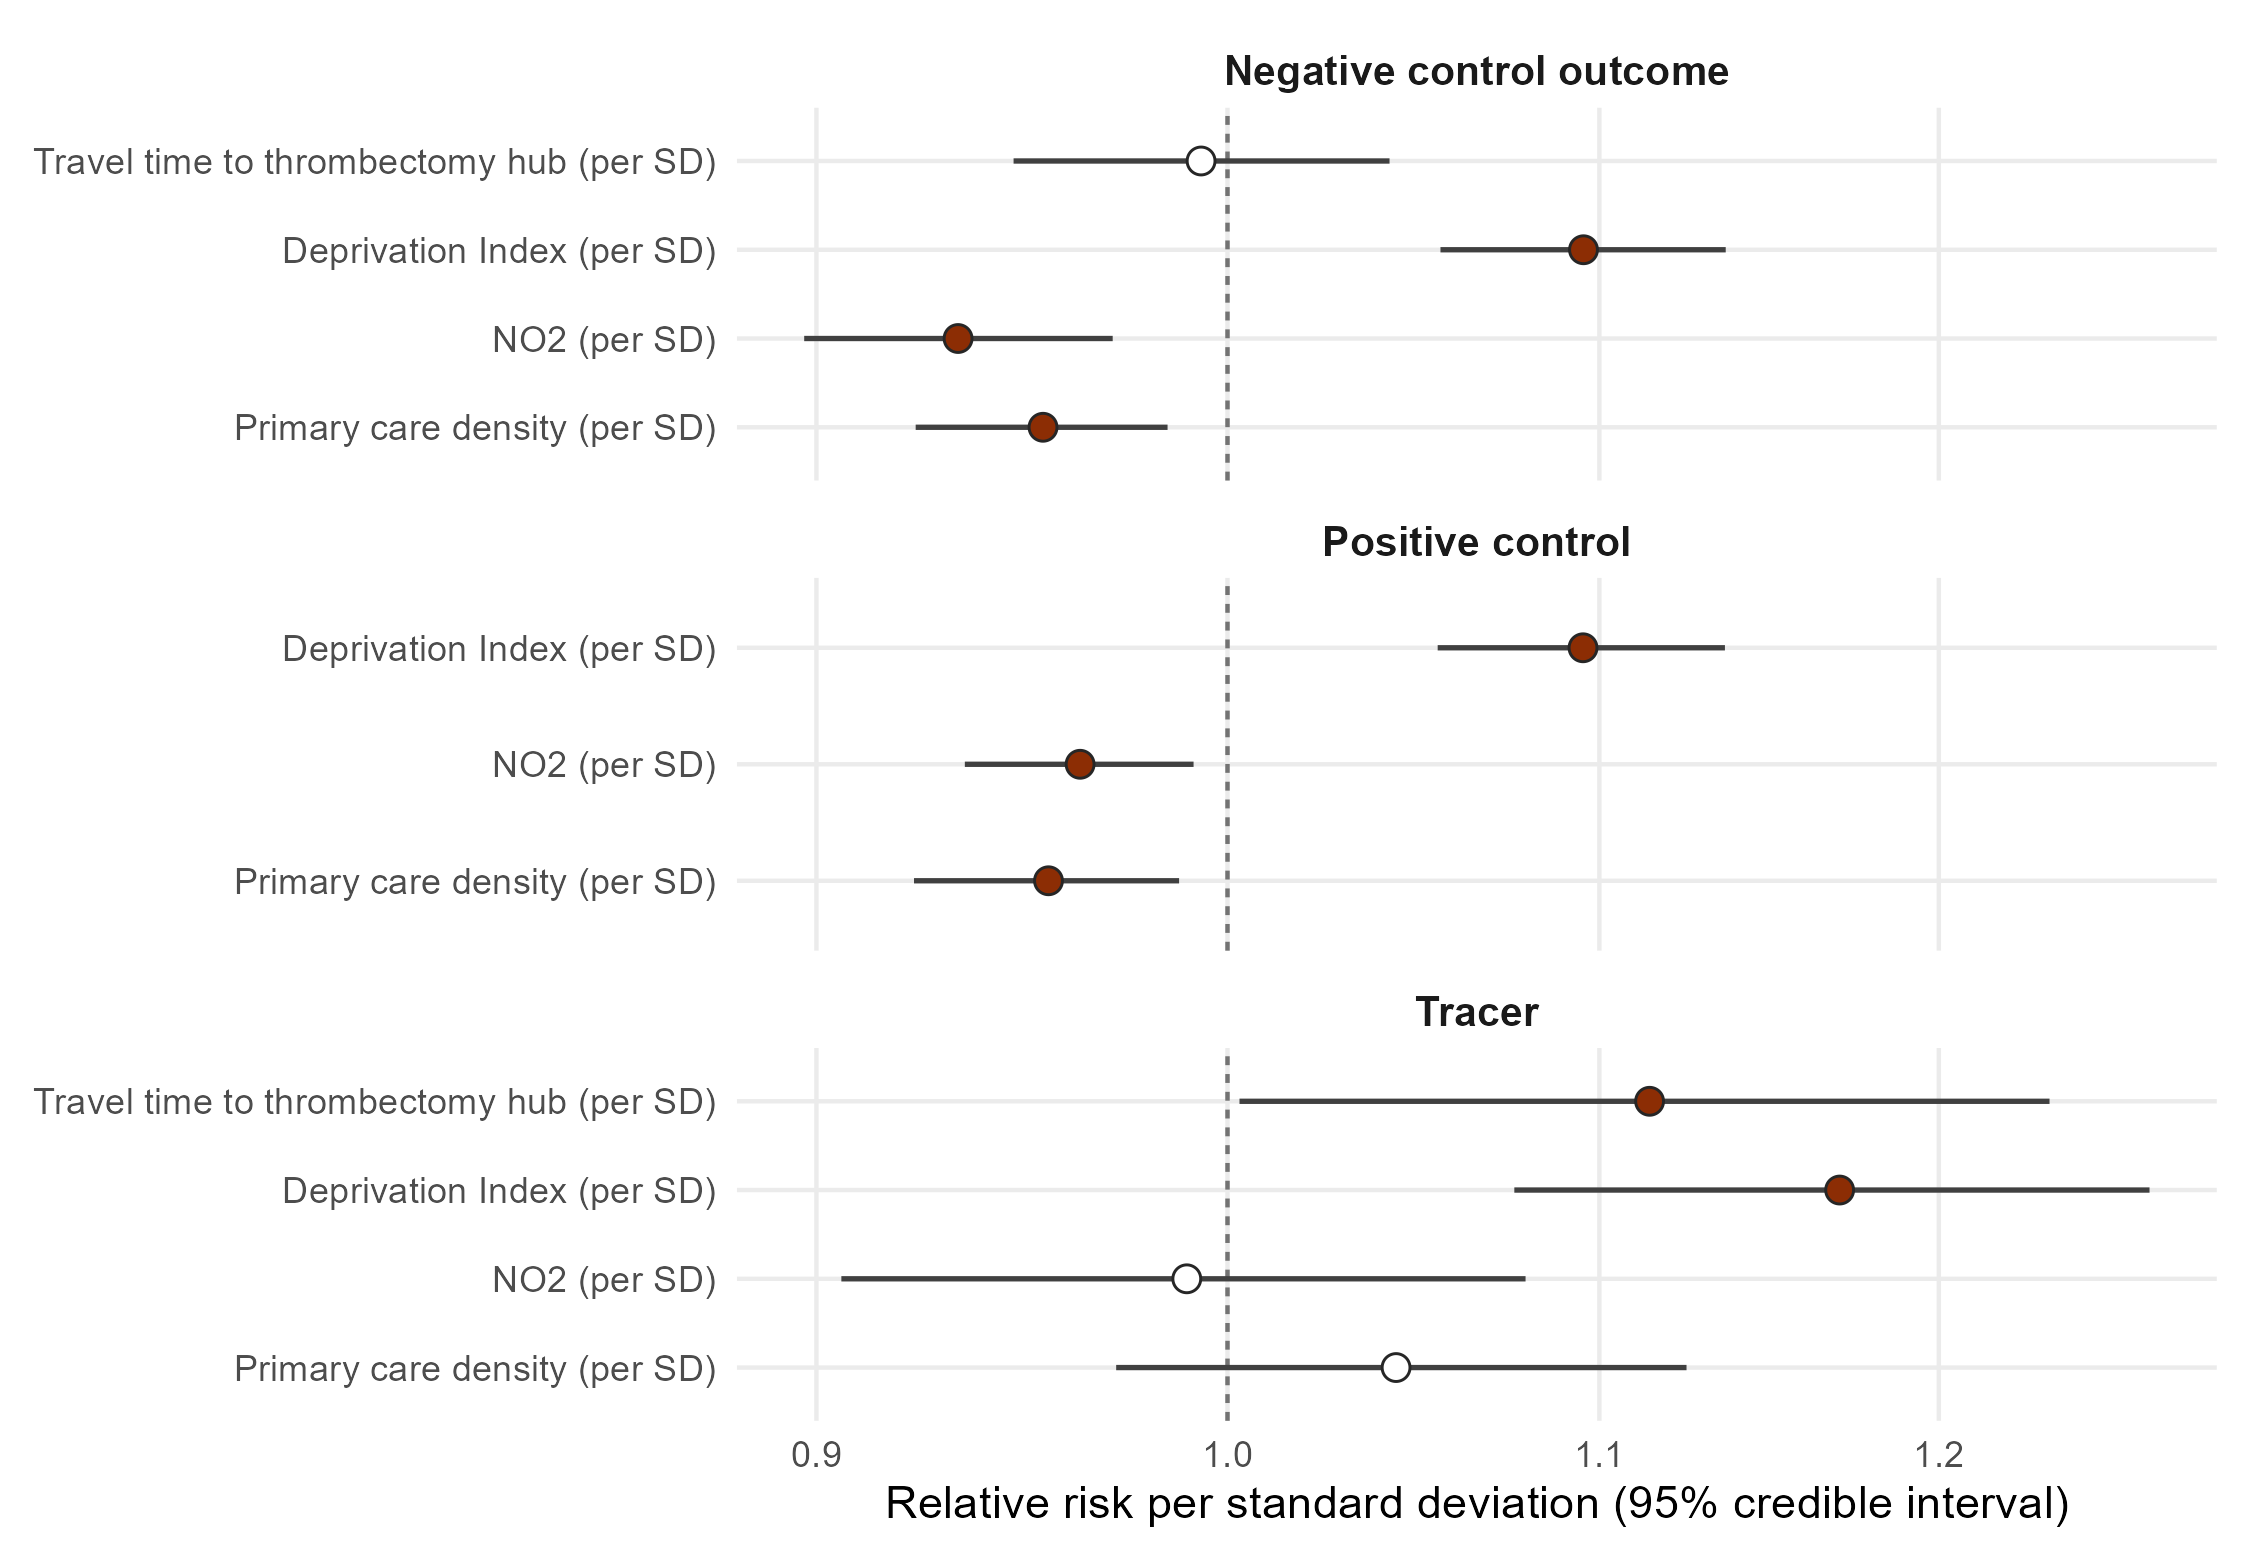 Negative control outcome
Travel time to thrombectomy hub (per SD)
Deprivation Index (per SD)
NO2 (per SD)
Primary care density (per SD)
Positive control
Deprivation Index (per SD)
NO2 (per SD)
Primary care density (per SD)
Tracer
Travel time to thrombectomy hub (per SD)
Deprivation Index (per SD)
NO2 (per SD)
Primary care density (per SD)
0.9 1.0 1.1 1.2
Relative risk per standard deviation (95% credible interval)